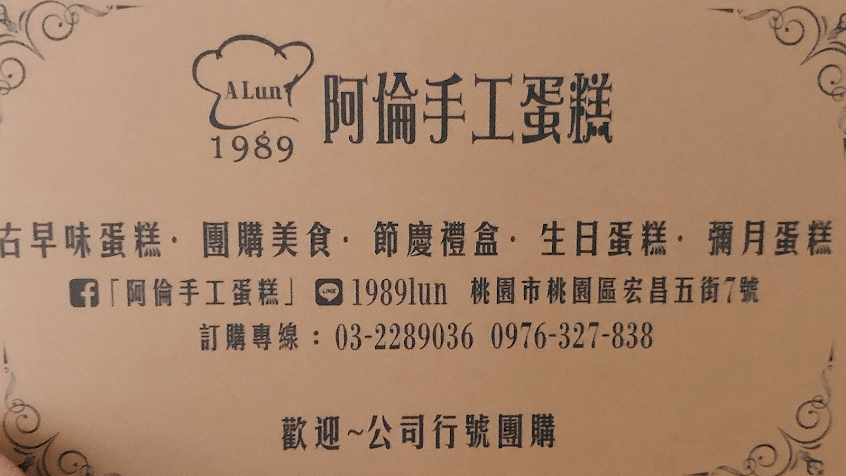 ALun
1989
阿倫手工蛋糕
古早味蛋糕· 團購美食· 節慶禮盒· 生日蛋糕· 彌月蛋糕
「阿倫手工蛋糕」 LINE 1989lun 桃園市桃園區宏昌五街7號
訂購專線：03-2289036 0976-327-838
歡迎~公司行號團購